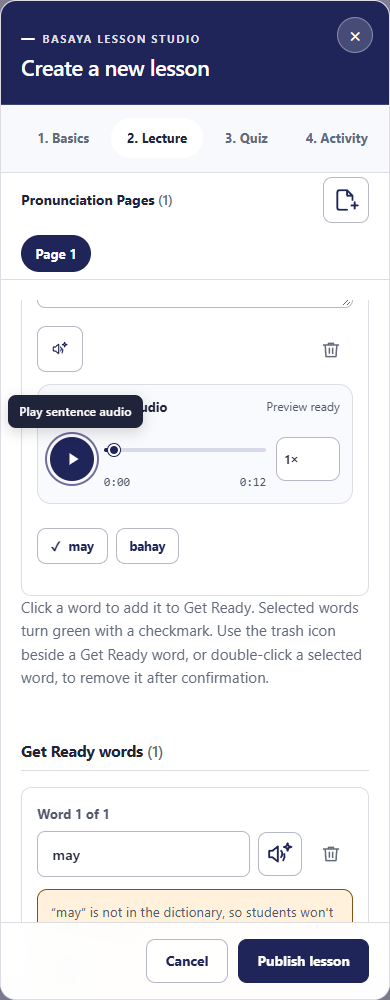 BASAYA LESSON STUDIO
Create a new lesson
1. Basics
2. Lecture
3. Quiz
4. Activity
Pronunciation Pages (1)
Page 1
Play sentence audio
Preview ready
0:00
0:12
1×
✓ may
bahay
Click a word to add it to Get Ready. Selected words
turn green with a checkmark. Use the trash icon
beside a Get Ready word, or double-click a selected
word, to remove it after confirmation.
Get Ready words (1)
Word 1 of 1
may
“may” is not in the dictionary, so students won't
Cancel
Publish lesson